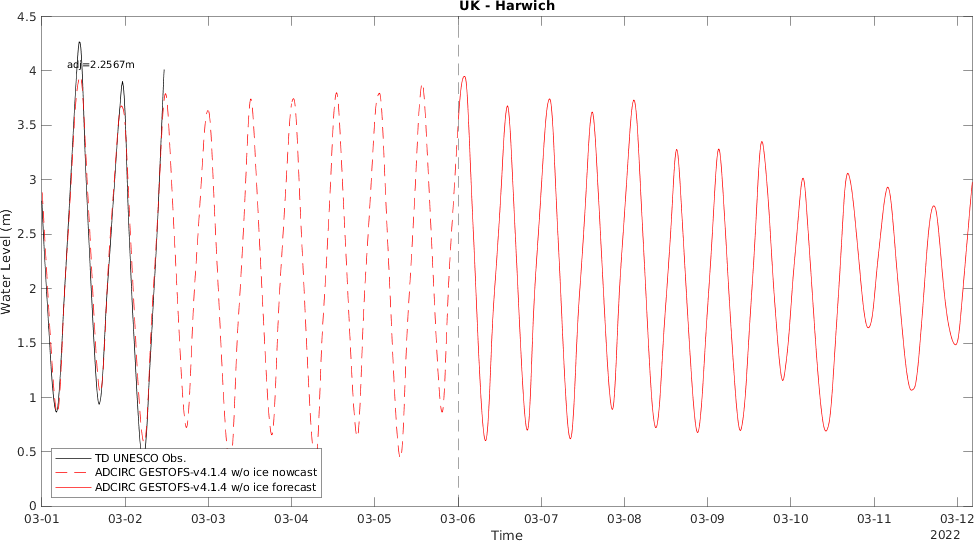 UK - Harwich
4.5
4
3.5
3
2.5
2
1.5
1
0.5
0
Water Level (m)
adj=2.2567m
TD UNESCO Obs.
ADCIRC GESTOFS-v4.1.4 w/o ice nowcast
ADCIRC GESTOFS-v4.1.4 w/o ice forecast
03-01 03-02 03-03 03-04 03-05 03-06 03-07 03-08 03-09 03-10 03-11 03-12
Time
2022